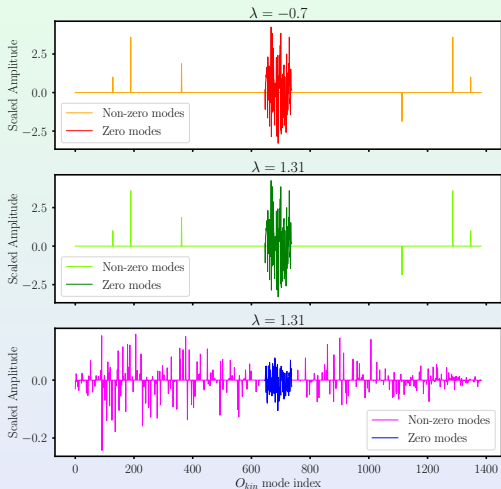 λ = −0.7
Scaled Amplitude
2.5
0.0
−2.5
Non-zero modes
Zero modes
λ = 1.31
Scaled Amplitude
2.5
0.0
−2.5
Non-zero modes
Zero modes
λ = 1.31
Scaled Amplitude
0.0
−0.2
Non-zero modes
Zero modes
0 200 400 600 800 1000 1200 1400
O_kin mode index